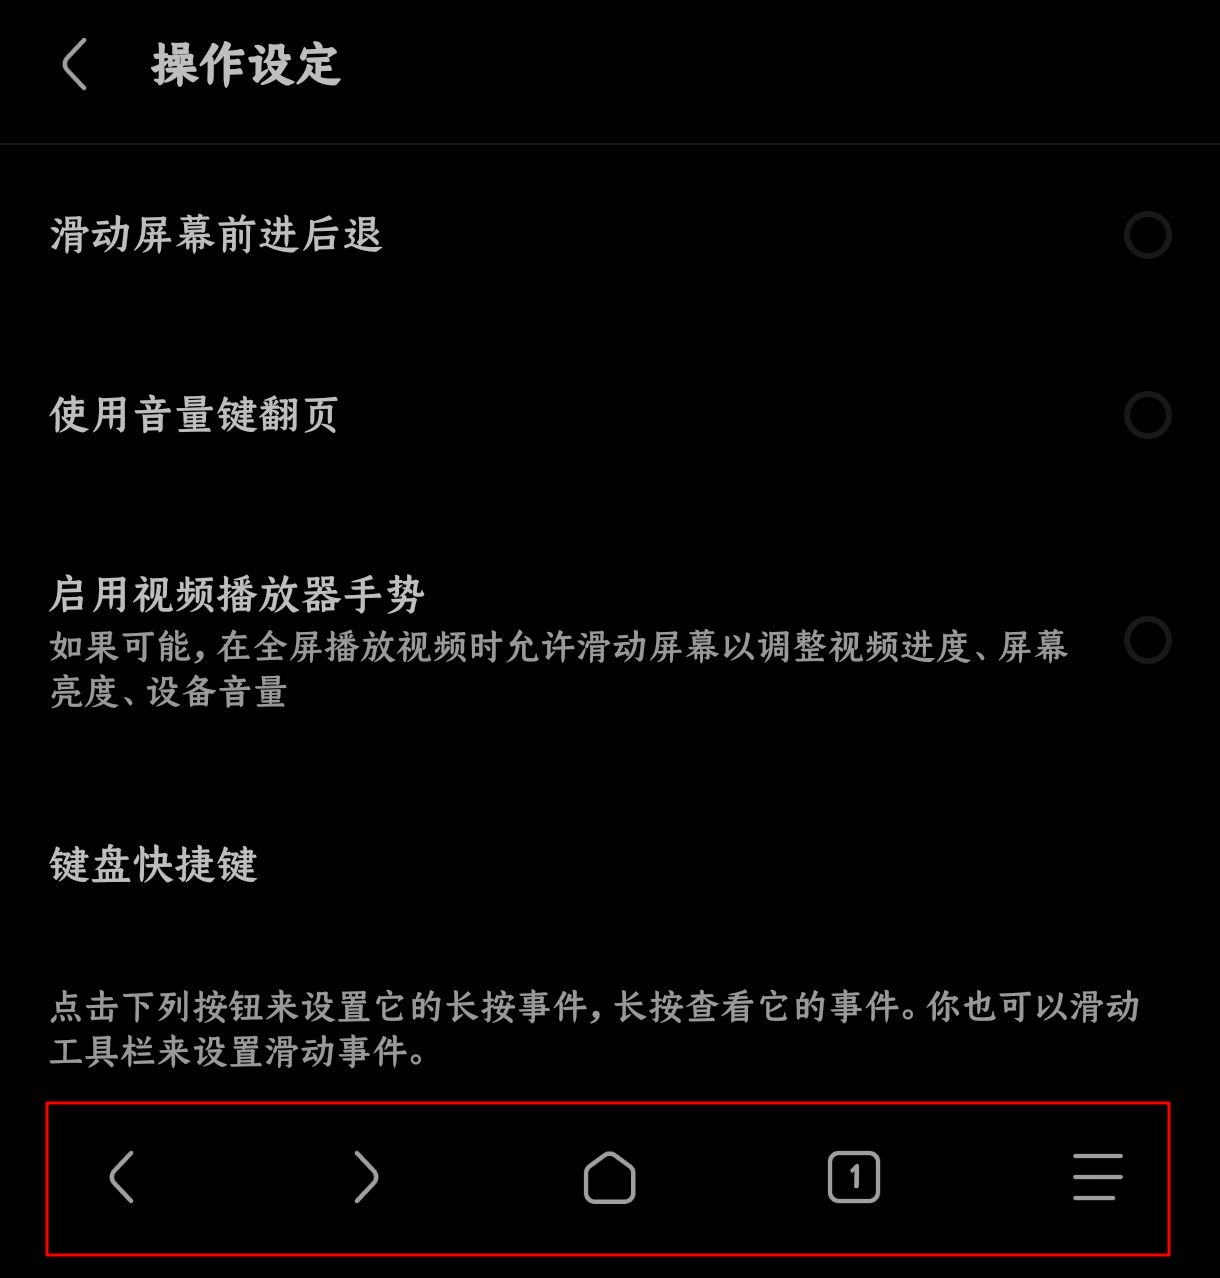 操作设定
滑动屏幕前进后退
使用音量键翻页
启用视频播放器手势
如果可能，在全屏播放视频时允许滑动屏幕以调整视频进度、屏幕
亮度、设备音量
键盘快捷键
点击下列按钮来设置它的长按事件，长按查看它的事件。你也可以滑动
工具栏来设置滑动事件。
1